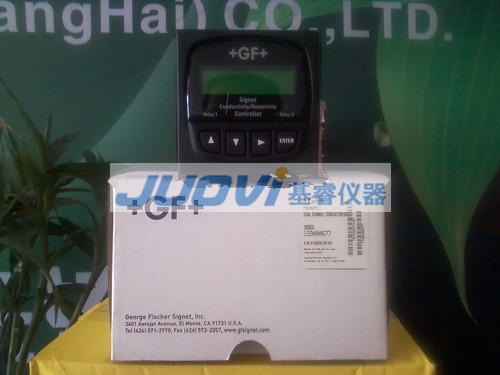 angHai) CO.,LTD.
+GF+
Signet
Conductivity/Resistivity
Controller
Relay 1
Relay 2
ENTER
JUOVI 基睿仪器
+GF+
159000677
George Fischer Signet, Inc.
3401 Aerojet Avenue, El Monte, CA 91731 U.S.A.
Tel (626) 571-2770, Fax (626) 573-2057, www.gfsignet.com